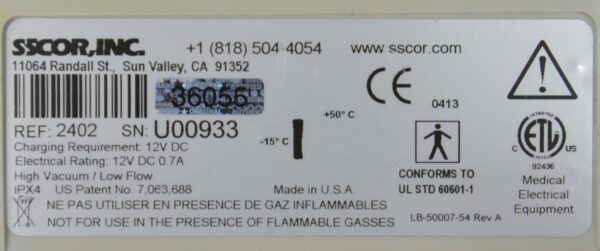 SSCOR, INC. +1 (818) 504 4054 www.sscor.com
11064 Randall St., Sun Valley, CA 91352
36055
REF: 2402 SN: U00933
Charging Requirement: 12V DC
Electrical Rating: 12V DC 0.7A
High Vacuum / Low Flow
IPX4 US Patent No. 7,063,688 Made in U.S.A.
NE PAS UTILISER EN PRESENCE DE GAZ INFLAMMABLES
NOT FOR USE IN THE PRESENCE OF FLAMMABLE GASSES
+50° C
-15° C
CE
0413
CONFORMS TO
UL STD 60601-1
LB-50007-54 Rev A
INTERTEK
C ETL US
LISTED
92436
Medical
Electrical
Equipment